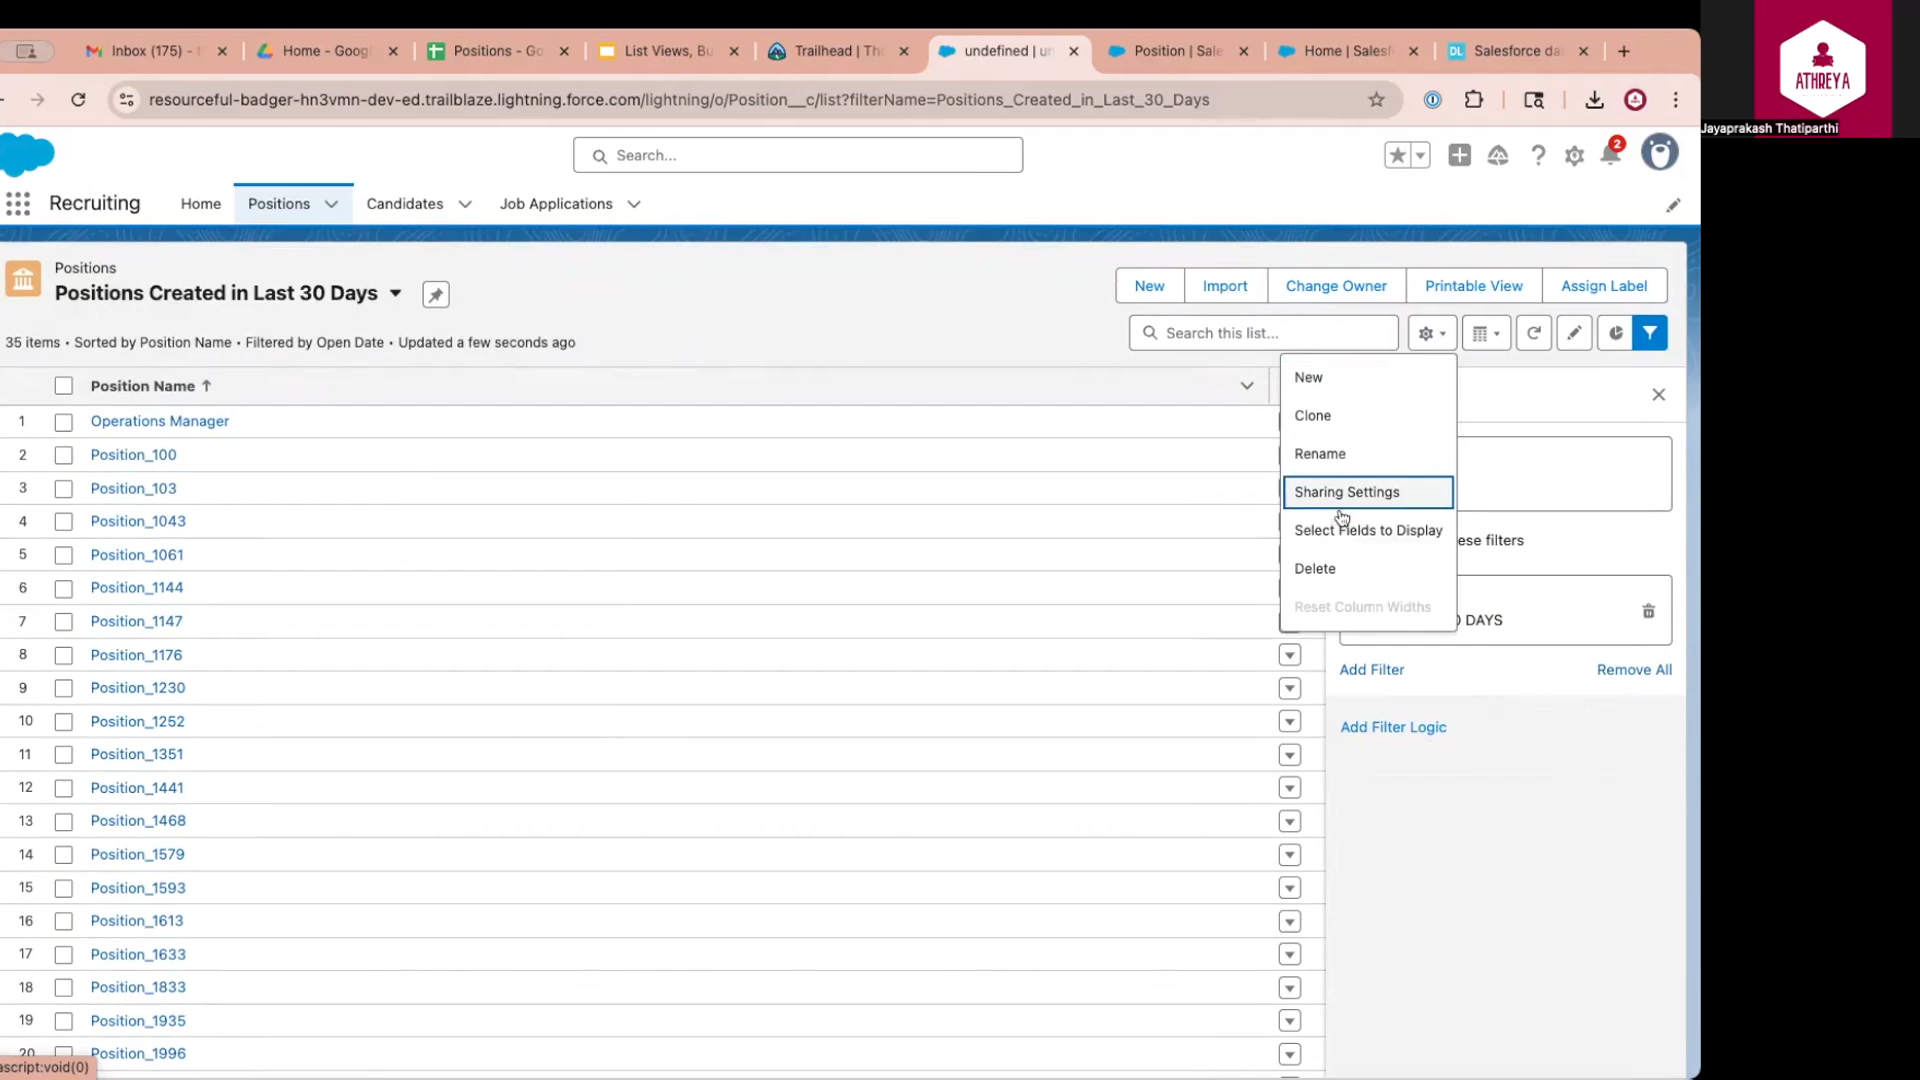 Inbox (175) -
Home - Goog
Positions - Go
List Views, Bu
Trailhead | Th
undefined | un
Position | Sale
Home | Salesf
DL Salesforce da
resourceful-badger-hn3vmn-dev-ed.trailblaze.lightning.force.com/lightning/o/Position__c/list?filterName=Positions_Created_in_Last_30_Days
ATHREYA
Jayaprakash Thatiparthi
Search...
2
Recruiting
Home
Positions
Candidates
Job Applications
Positions
Positions Created in Last 30 Days
New
Import
Change Owner
Printable View
Assign Label
35 items • Sorted by Position Name • Filtered by Open Date • Updated a few seconds ago
Search this list...
Position Name
New
Clone
Rename
Sharing Settings
Select Fields to Display
Delete
Reset Column Widths
ese filters
DAYS
Add Filter
Remove All
Add Filter Logic
1 Operations Manager
2 Position_100
3 Position_103
4 Position_1043
5 Position_1061
6 Position_1144
7 Position_1147
8 Position_1176
9 Position_1230
10 Position_1252
11 Position_1351
12 Position_1441
13 Position_1468
14 Position_1579
15 Position_1593
16 Position_1613
17 Position_1633
18 Position_1833
19 Position_1935
20 Position_1996
ascript:void(0)